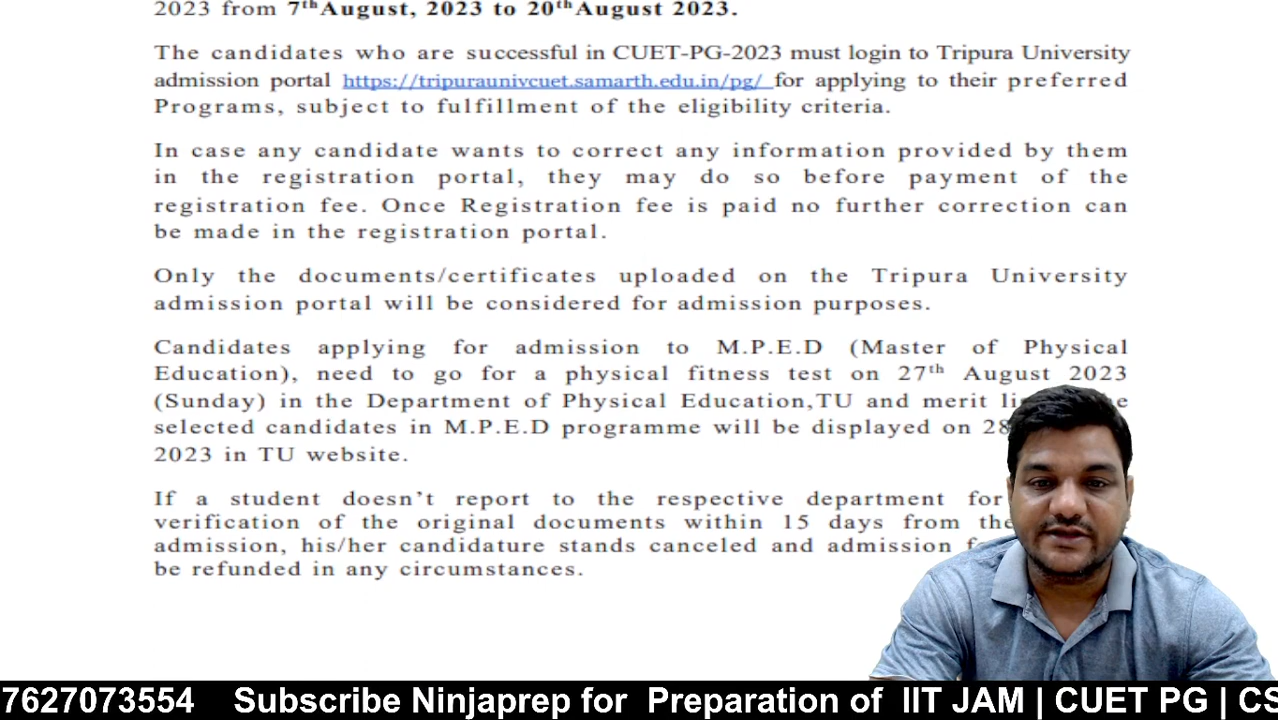 2023 from 7th August, 2023 to 20th August 2023.
The candidates who are successful in CUET-PG-2023 must login to Tripura University
admission portal https://tripuraunivcuet.samarth.edu.in/pg/ for applying to their preferred
Programs, subject to fulfillment of the eligibility criteria.
In case any candidate wants to correct any information provided by them
in the registration portal, they may do so before payment of the
registration fee. Once Registration fee is paid no further correction can
be made in the registration portal.
Only the documents/certificates uploaded on the Tripura University
admission portal will be considered for admission purposes.
Candidates applying for admission to M.P.E.D (Master of Physical
Education), need to go for a physical fitness test on 27th August 2023
(Sunday) in the Department of Physical Education,TU and merit
selected candidates in M.P.E.D programme will be displayed on 28
2023 in TU website.
If a student doesn't report to the respective department for
verification of the original documents within 15 days from the
admission, his/her candidature stands canceled and admission
be refunded in any circumstances.
7627073554 Subscribe Ninjaprep for Preparation of IIT JAM | CUET PG | CS